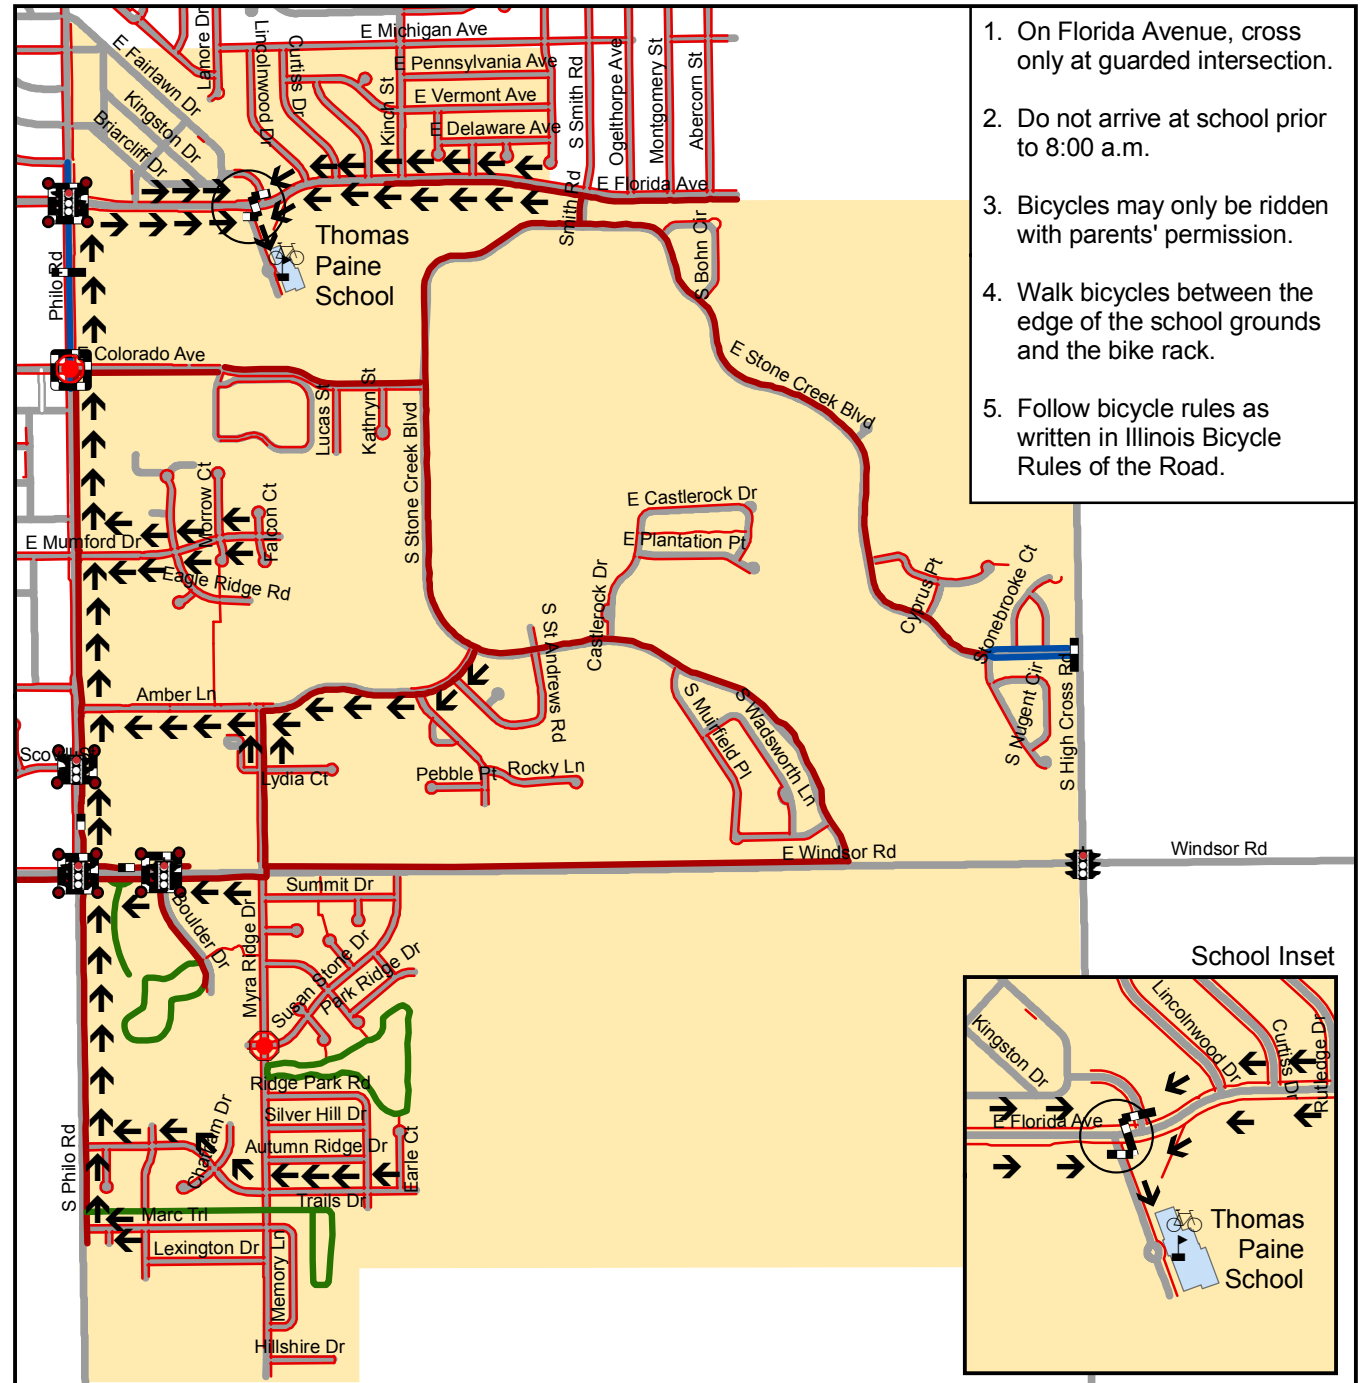 1. On Florida Avenue, cross
only at guarded intersection.
2. Do not arrive at school prior
to 8:00 a.m.
3. Bicycles may only be ridden
with parents' permission.
4. Walk bicycles between the
edge of the school grounds
and the bike rack.
5. Follow bicycle rules as
written in Illinois Bicycle
Rules of the Road.
E Michigan Ave
E Pennsylvania Ave
E Vermont Ave
E Delaware Ave
E Florida Ave
Lanore Dr
Lincolnwood Dr
Curtiss Dr
Kinch St
S Smith Rd
Ogelthorpe Ave
Montgomery St
Abercorn St
E Fairlawn Dr
Kingston Dr
Briarcliff Dr
Smith Rd
S Bohn Cir
Thomas
Paine
School
Philo Rd
E Colorado Ave
Lucas St
Kathryn St
S Stone Creek Blvd
E Stone Creek Blvd
Morrow Ct
Falcon Ct
E Mumford Dr
Eagle Ridge Rd
E Castlerock Dr
E Plantation Pt
Castlerock Dr
S St Andrews Rd
Cyprus Pt
Stonebrooke Ct
S Nugent Cir
S High Cross Rd
Amber Ln
Lydia Ct
Pebble Pt
Rocky Ln
S Muirfield Pl
S Wadsworth Ln
E Windsor Rd
Windsor Rd
Summit Dr
Boulder Dr
Myra Ridge Dr
Susan Stone Dr
Park Ridge Dr
Ridge Park Rd
Silver Hill Dr
Autumn Ridge Dr
Earle Ct
Trails Dr
Chatham Dr
S Philo Rd
Marc Trl
Lexington Dr
Memory Ln
Hillshire Dr
School Inset
Kingston Dr
Lincolnwood Dr
Curtiss Dr
Rutledge Dr
E Florida Ave
Thomas
Paine
School